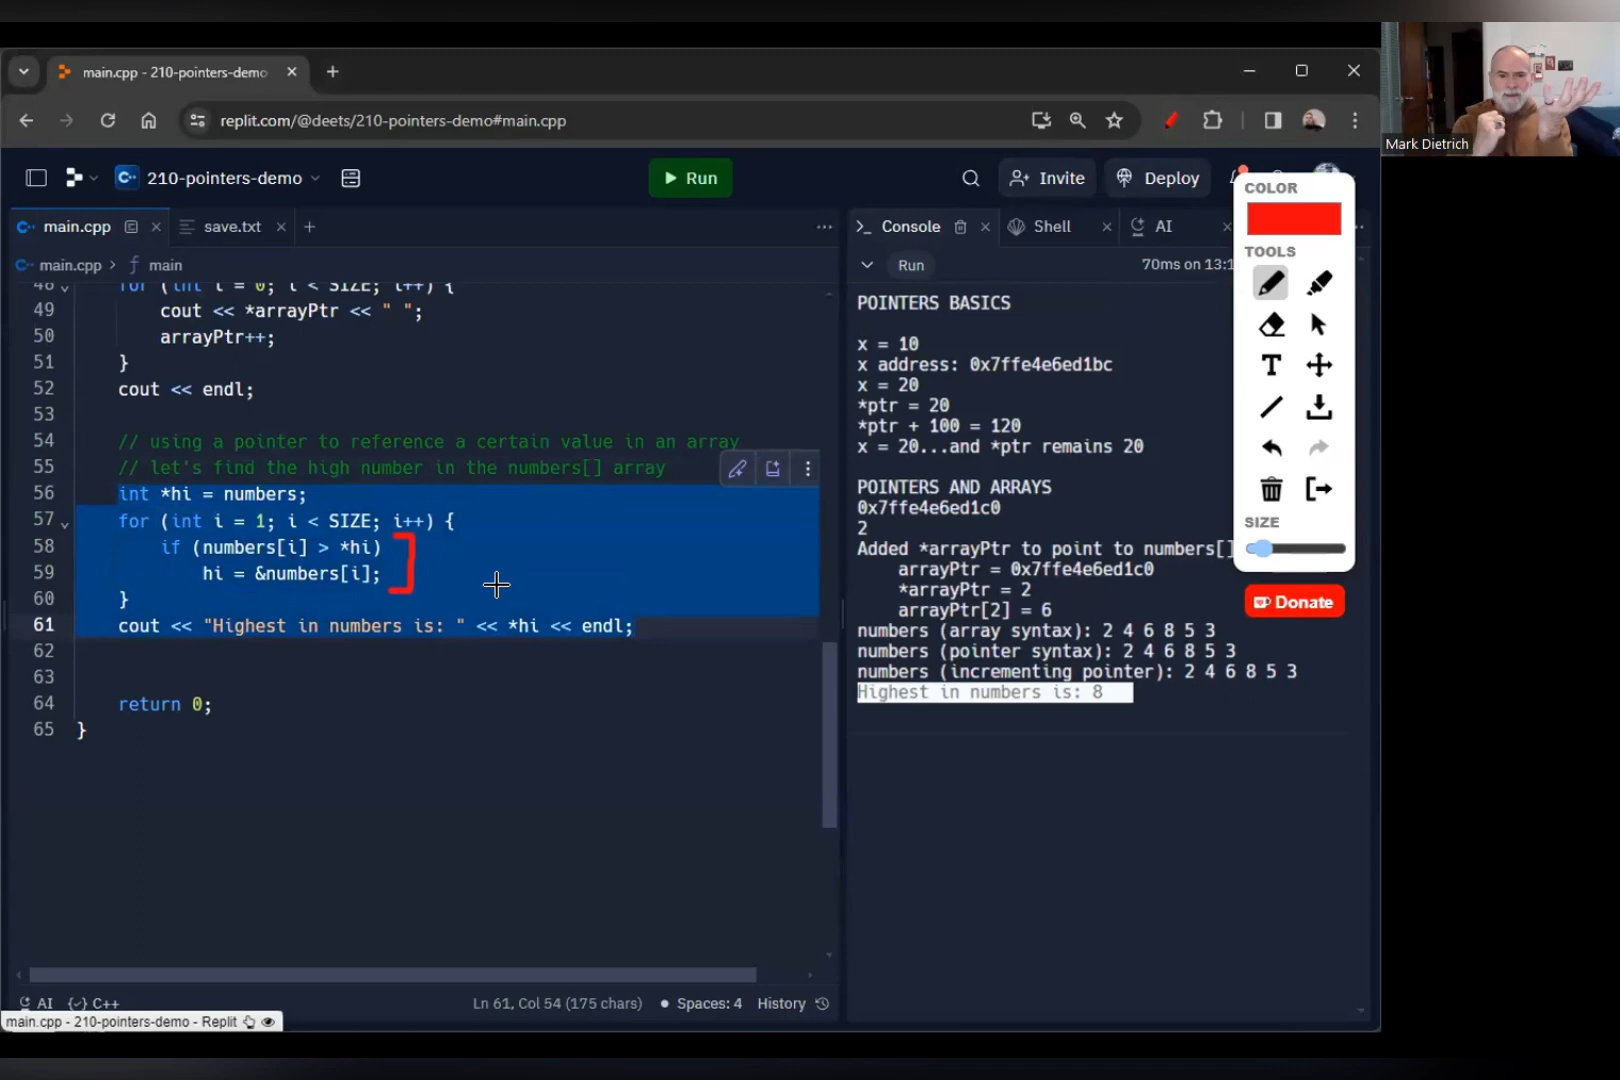 main.cpp - 210-pointers-demo
replit.com/@deets/210-pointers-demo#main.cpp
Mark Dietrich
210-pointers-demo
Run
Invite
Deploy
COLOR
main.cpp
save.txt
Console
Shell
AI
TOOLS
main.cpp > main
Run
70ms on 13:1
48 for (int i = 0; i < SIZE; i++) {
49 cout << *arrayPtr << " ";
50 arrayPtr++;
51 }
52 cout << endl;
53
54 // using a pointer to reference a certain value in an array
55 // let's find the high number in the numbers[] array
56 int *hi = numbers;
57 for (int i = 1; i < SIZE; i++) {
58 if (numbers[i] > *hi)
59 hi = &numbers[i];
60 }
61 cout << "Highest in numbers is: " << *hi << endl;
62
63
64 return 0;
65 }
POINTERS BASICS
x = 10
x address: 0x7ffe4e6ed1bc
x = 20
*ptr = 20
*ptr + 100 = 120
x = 20...and *ptr remains 20
POINTERS AND ARRAYS
0x7ffe4e6ed1c0
2
Added *arrayPtr to point to numbers[]
arrayPtr = 0x7ffe4e6ed1c0
*arrayPtr = 2
arrayPtr[2] = 6
numbers (array syntax): 2 4 6 8 5 3
numbers (pointer syntax): 2 4 6 8 5 3
numbers (incrementing pointer): 2 4 6 8 5 3
Highest in numbers is: 8
T
SIZE
Donate
AI
C++
Ln 61, Col 54 (175 chars)
Spaces: 4
History
main.cpp - 210-pointers-demo - Replit